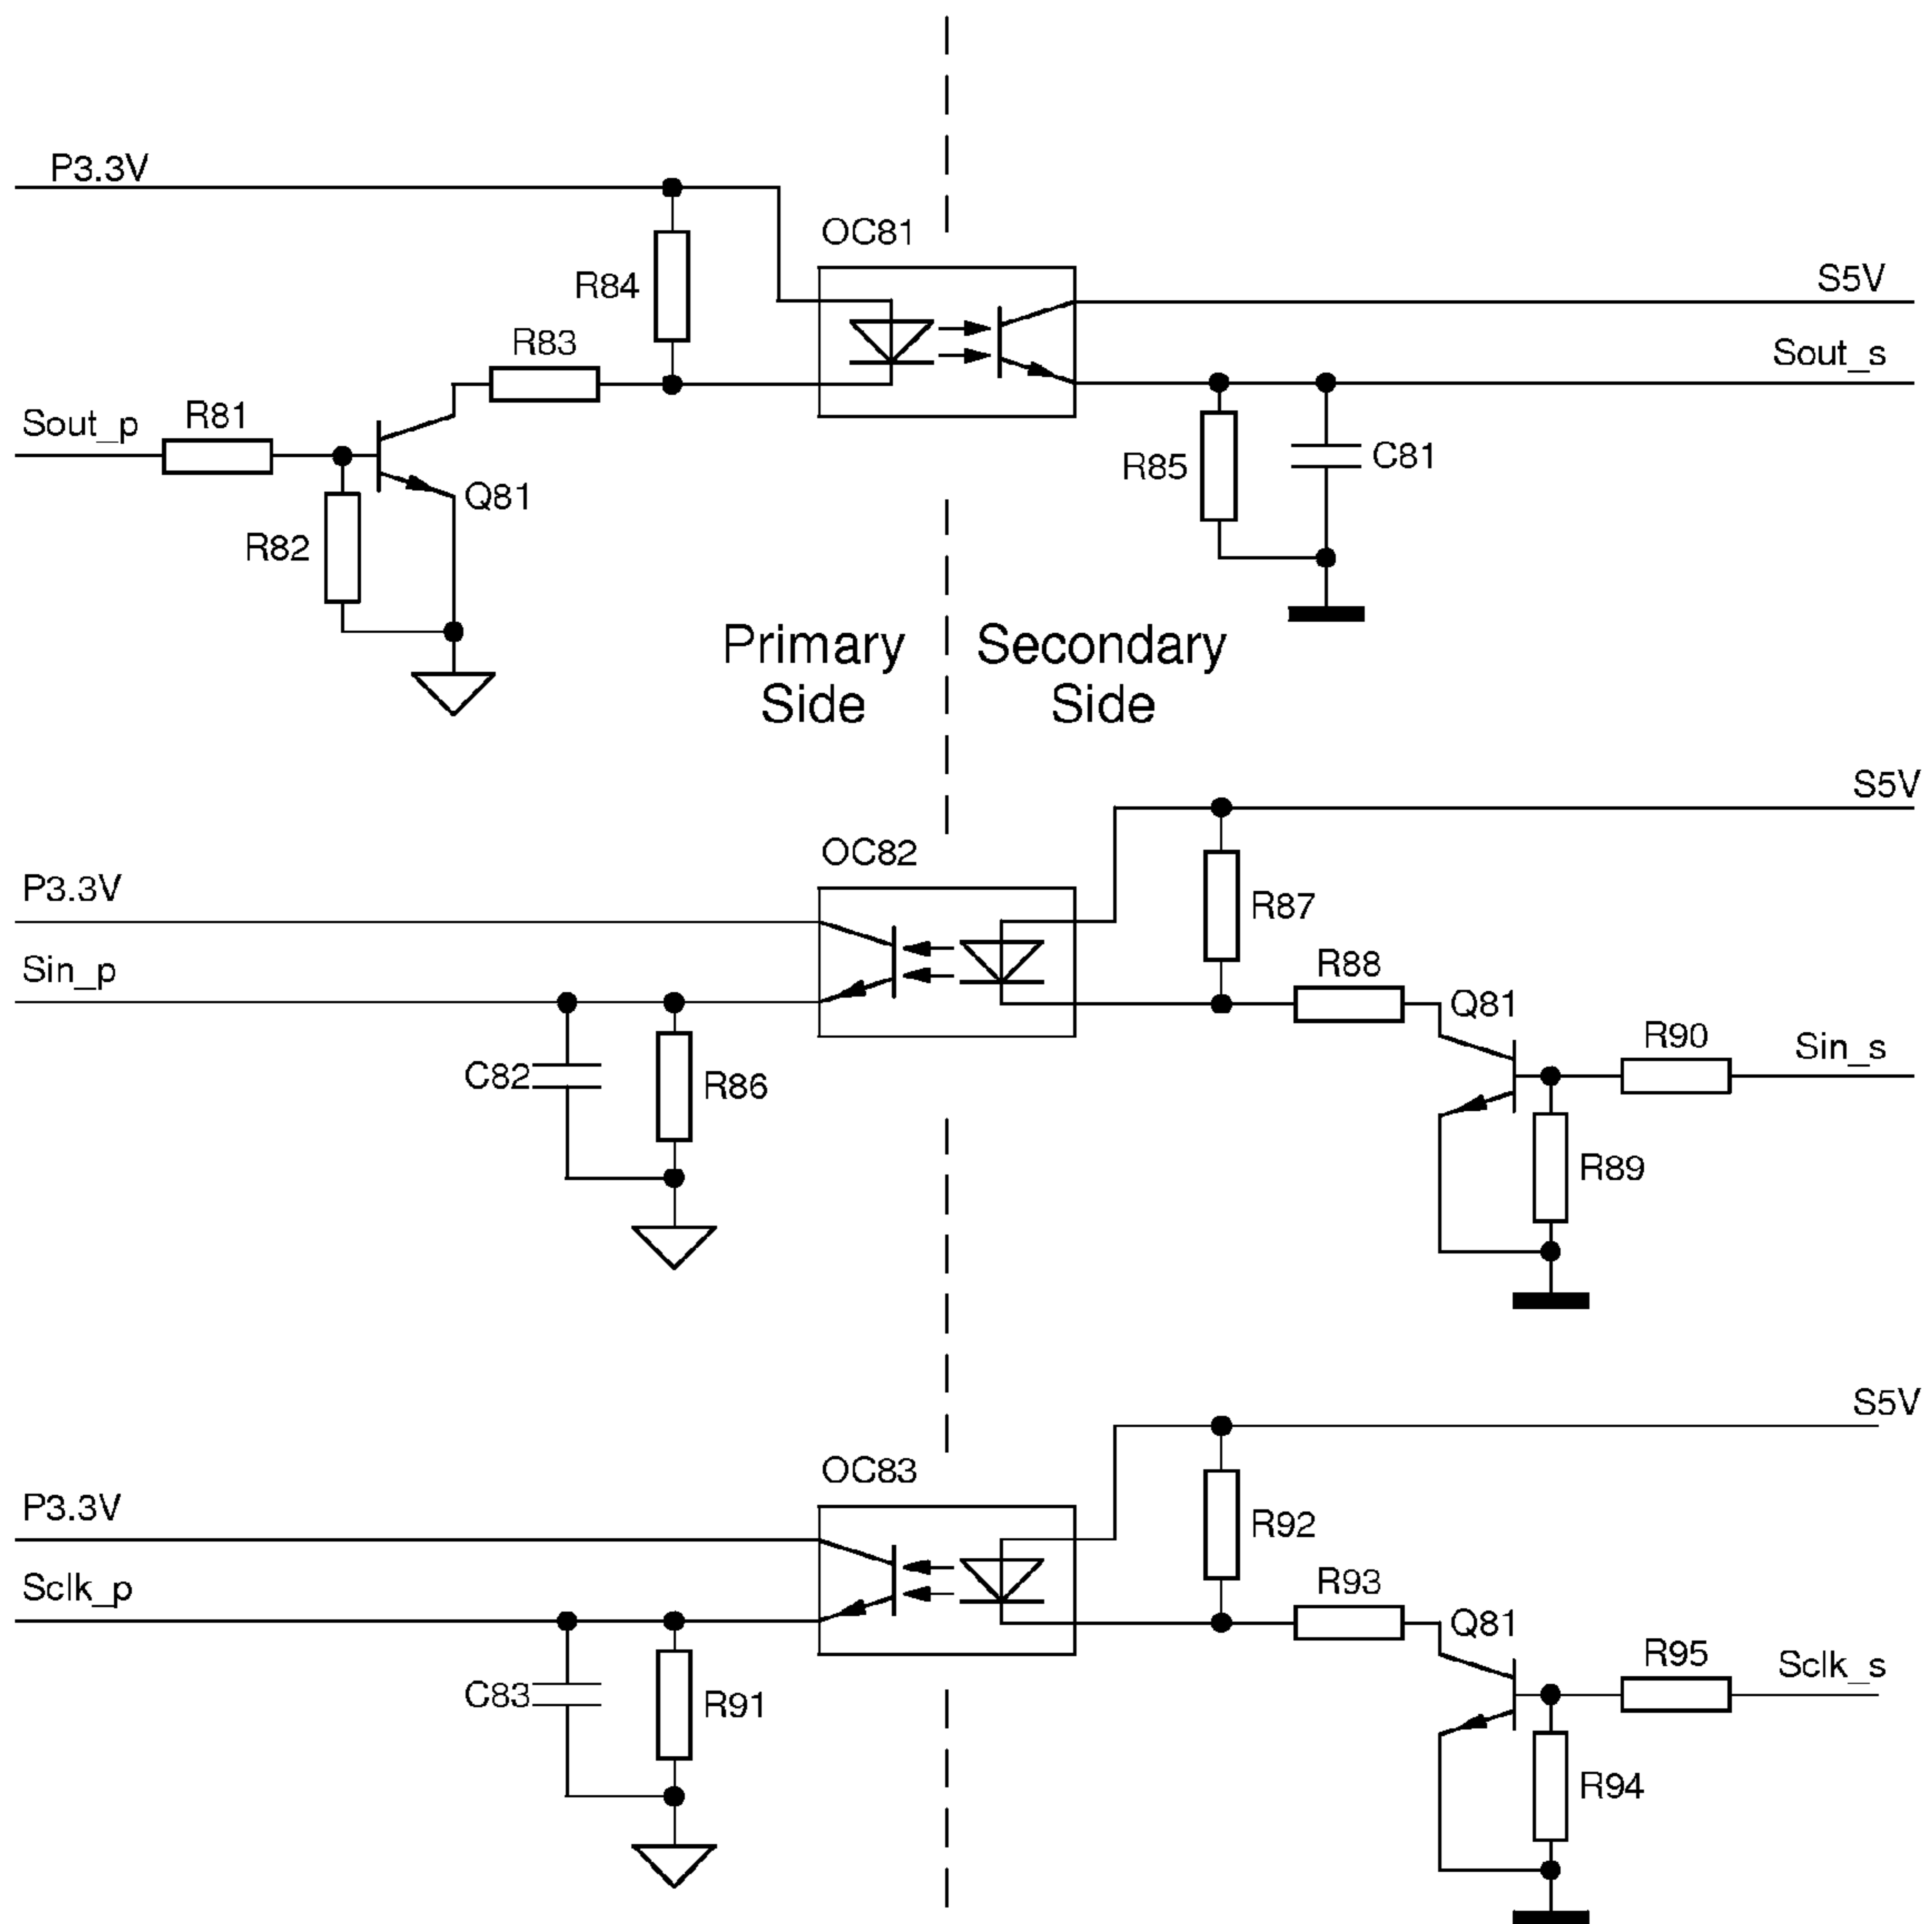 P3.3V
OC81
S5V
R84
R83
Sout_s
Sout_p
R81
R85
C81
Q81
R82
Primary
Side
Secondary
Side
S5V
OC82
P3.3V
R87
Sin_p
R88
Q81
R90
Sin_s
C82
R86
R89
S5V
OC83
P3.3V
R92
Sclk_p
R93
Q81
R95
Sclk_s
C83
R91
R94